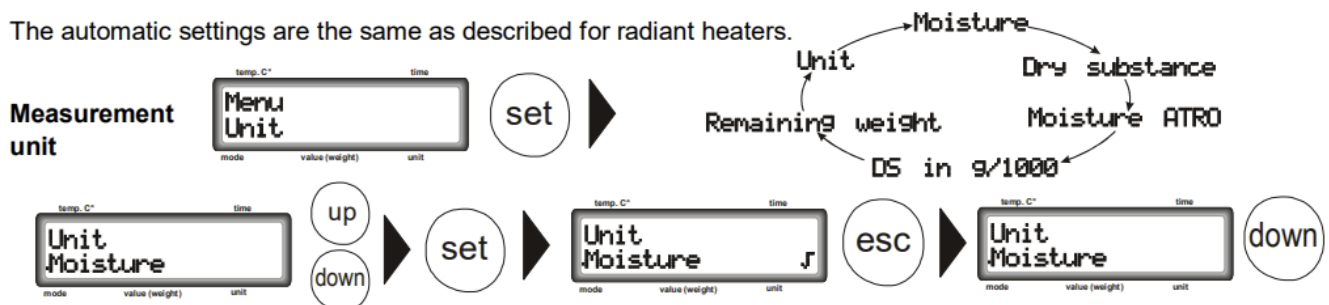 The automatic settings are the same as described for radiant heaters.
Moisture
Unit
Dry substance
Remaining weight
Moisture ATRO
DS in g/1000
Measurement
unit
temp. C° time
Menu
Unit
mode value (weight) unit
set
temp. C° time
Unit
Moisture
mode value (weight) unit
up
down
set
temp. C° time
Unit
Moisture √
mode value (weight) unit
esc
temp. C° time
Unit
Moisture
mode value (weight) unit
down